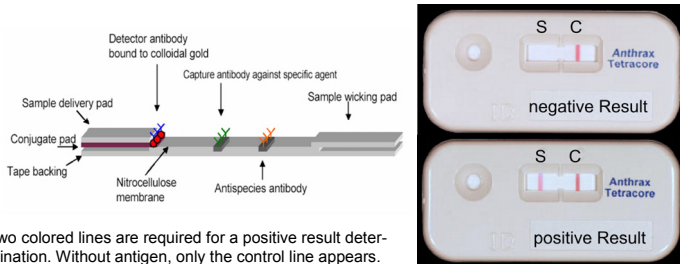 Detector antibody
bound to colloidal gold
Capture antibody against specific agent
Sample delivery pad
Sample wicking pad
Conjugate pad
Tape backing
Nitrocellulose
membrane
Antispecies antibody
wo colored lines are required for a positive result deter-
ination. Without antigen, only the control line appears.
S C
Anthrax
Tetracore
negative Result
S C
Anthrax
Tetracore
positive Result